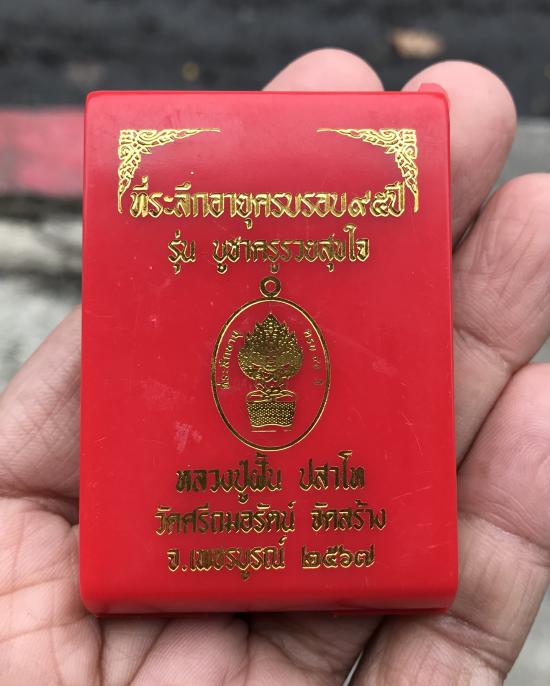 ที่ระลึกอายุครบรอบ๙๕ปี
รุ่น บูชาครูรวยสุขใจ
หลวงปู่ฝั้น ปสาโท
วัดศรีถมอรัตน์ จัดสร้าง
จ.เพชรบูรณ์ ๒๕๖๗